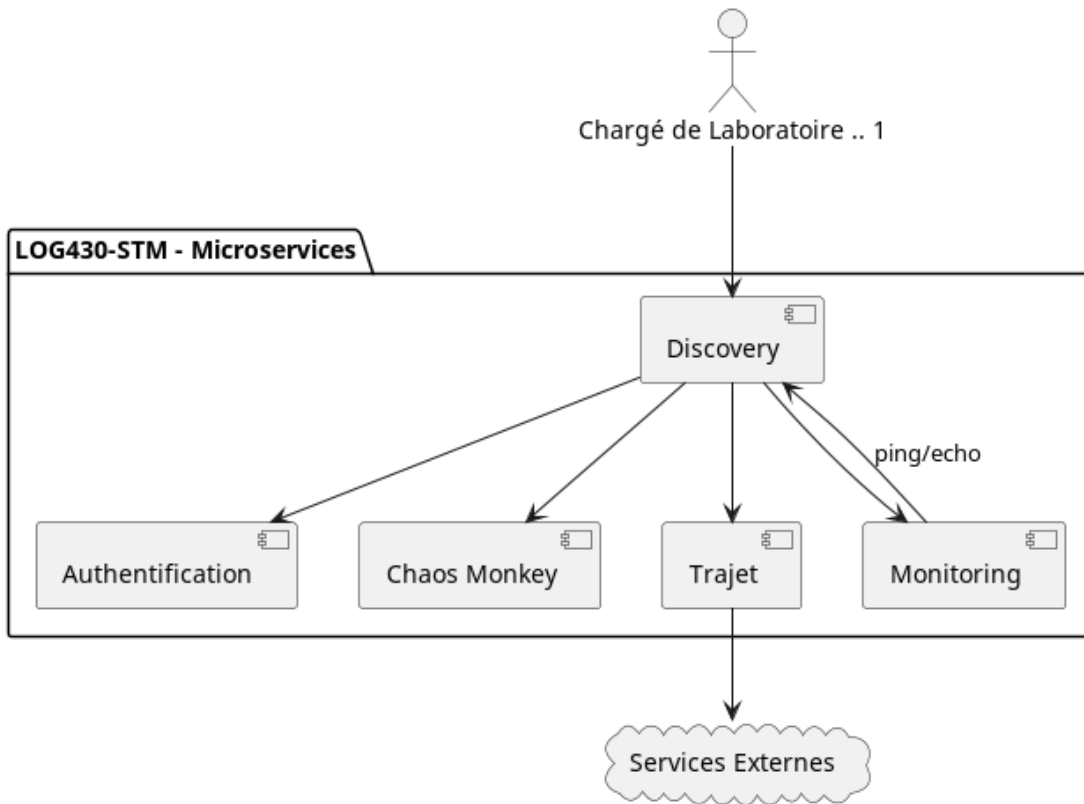 Chargé de Laboratoire .. 1
LOG430-STM - Microservices
Discovery
ping/echo
Authentification
Chaos Monkey
Trajet
Monitoring
Services Externes